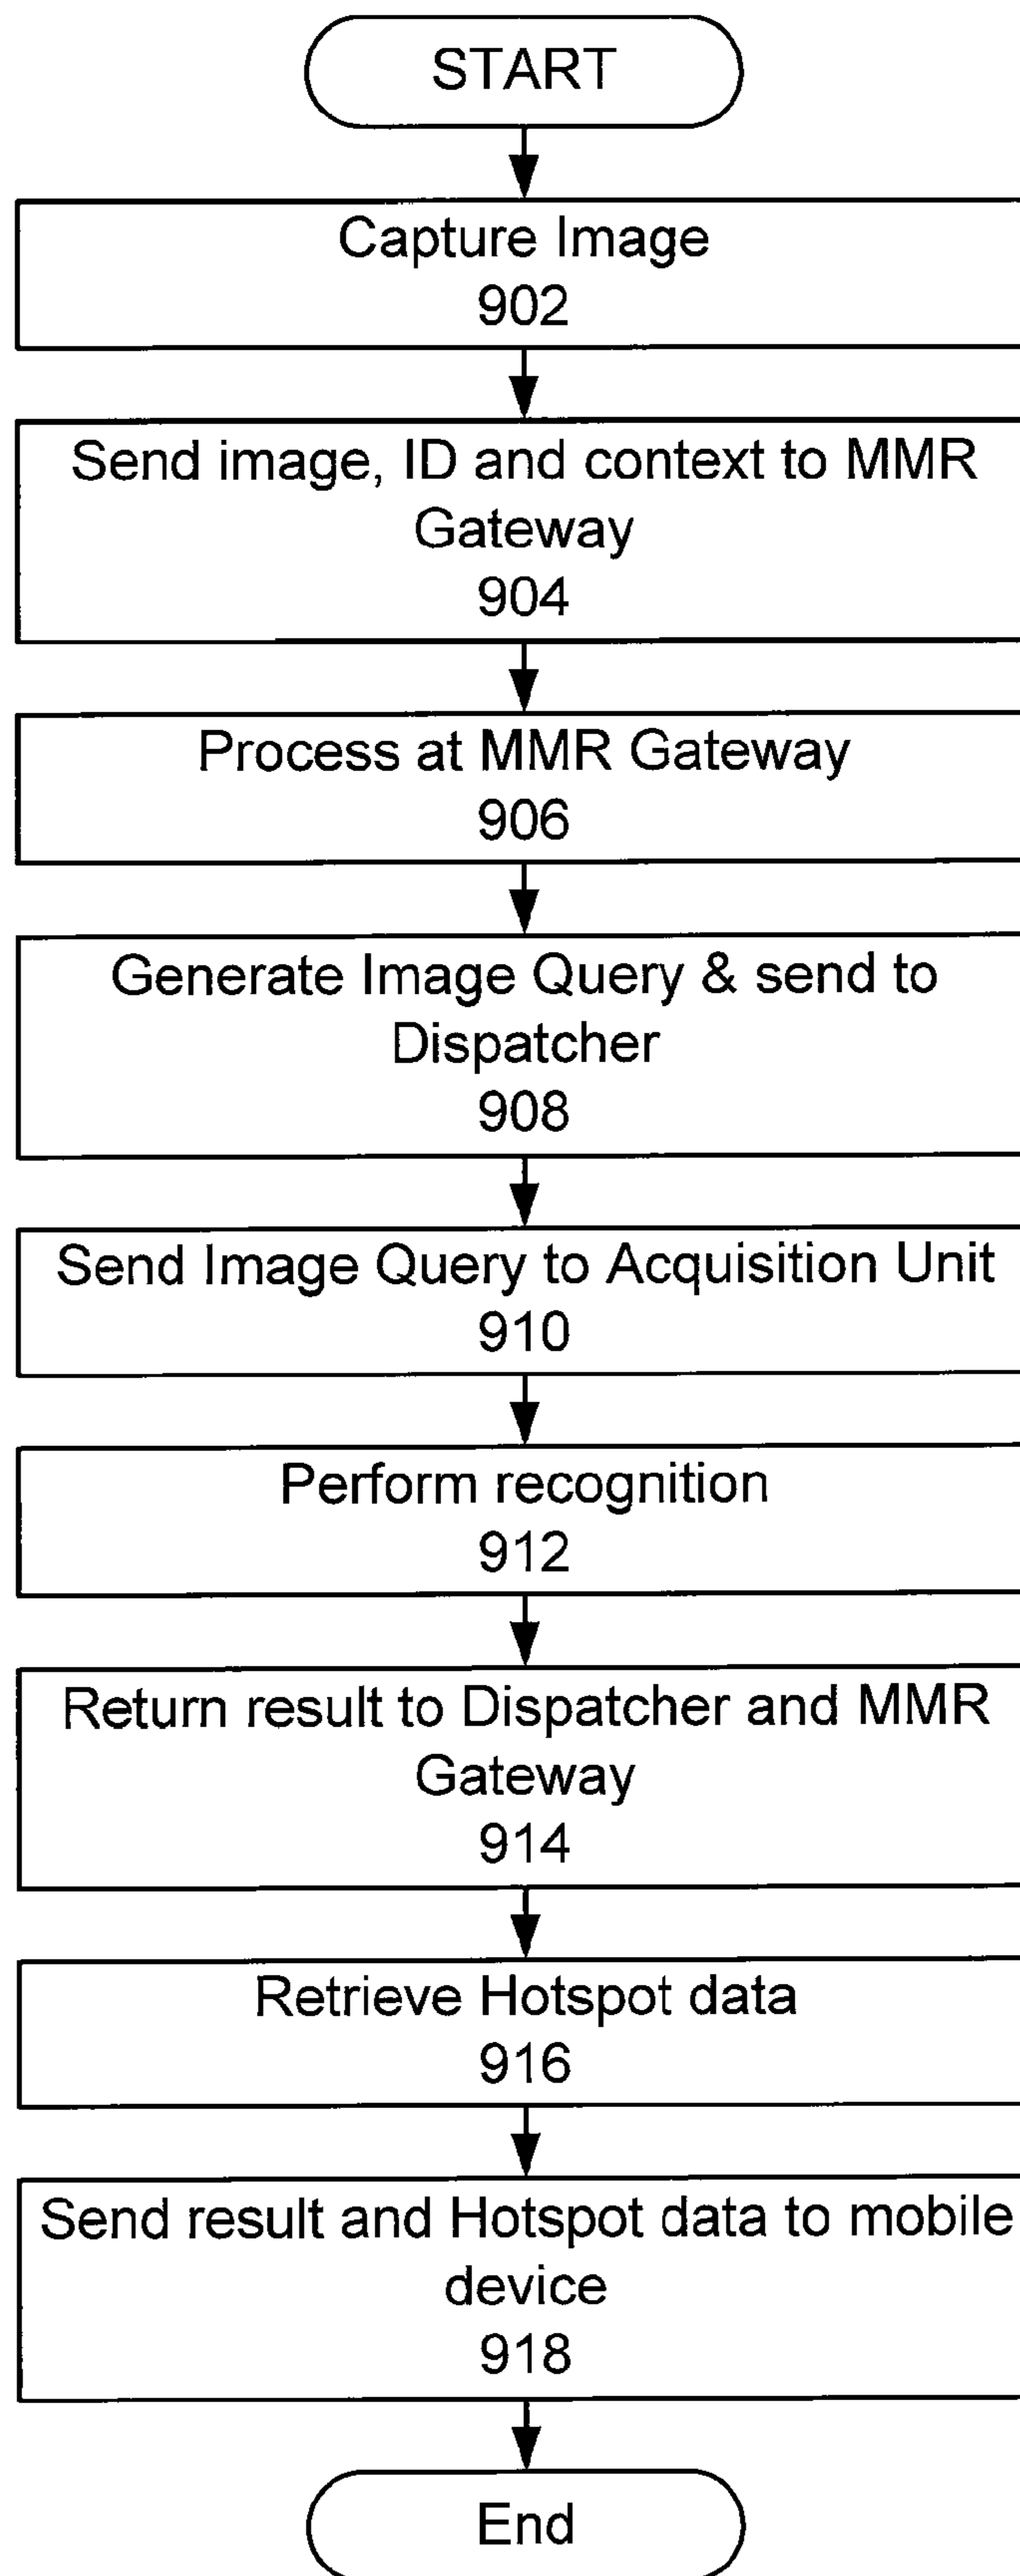 START
Capture Image
902
Send image, ID and context to MMR
Gateway
904
Process at MMR Gateway
906
Generate Image Query & send to
Dispatcher
908
Send Image Query to Acquisition Unit
910
Perform recognition
912
Return result to Dispatcher and MMR
Gateway
914
Retrieve Hotspot data
916
Send result and Hotspot data to mobile
device
918
End